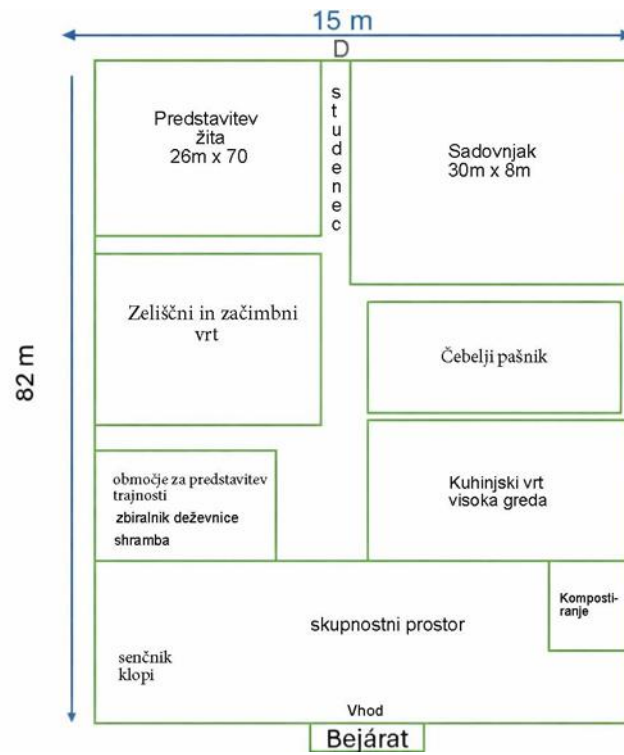 15 m
D
Predstavitev
žita
26m x 70
studenec
Sadovnjak
30m x 8m
82 m
Zeliščni in začimbni
vrt
Čebelji pašnik
območje za predstavitev
trajnosti
zbiralnik deževnice
shramba
Kuhinjski vrt
visoka greda
Komposti-
ranje
skupnostni prostor
senčnik
klopi
Vhod
Bejárat